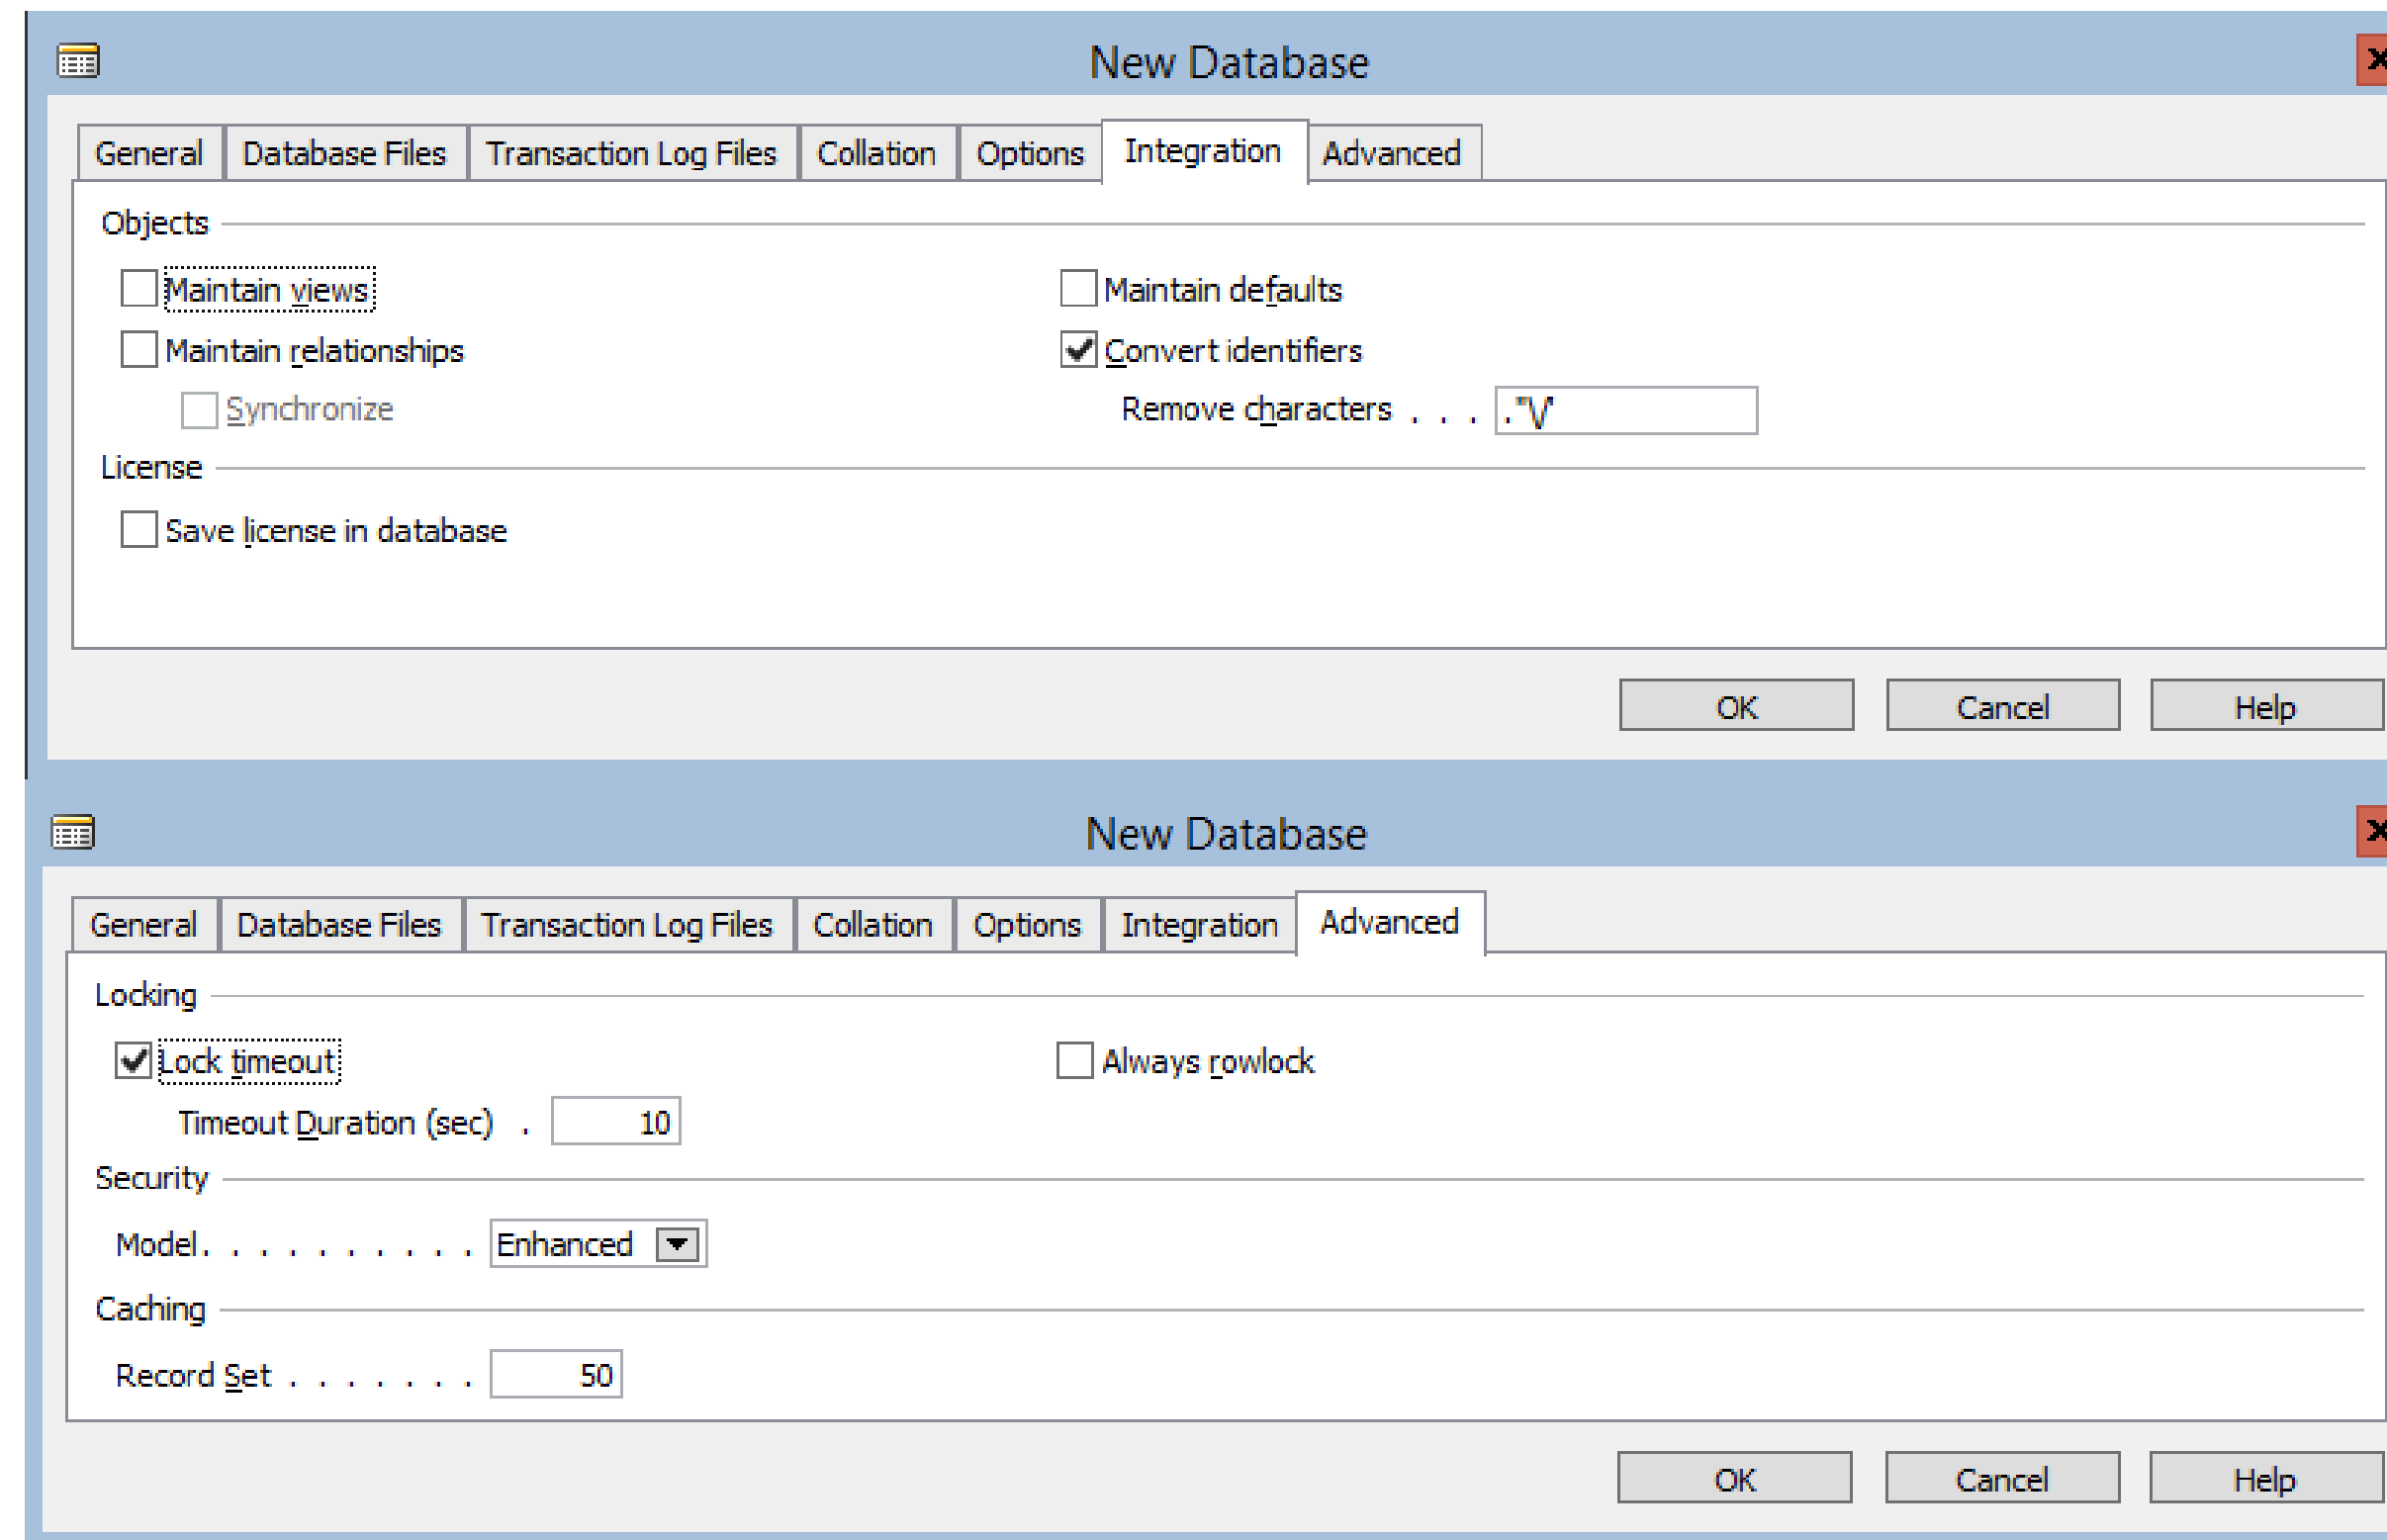 New Database
General Database Files Transaction Log Files Collation Options Integration Advanced
Objects
Maintain views Maintain defaults
Maintain relationships Convert identifiers
Synchronize Remove characters . . . ."\/'
License
Save license in database
OK Cancel Help
New Database
General Database Files Transaction Log Files Collation Options Integration Advanced
Locking
Lock timeout Always rowlock
Timeout Duration (sec) . 10
Security
Model. . . . . . . . . . Enhanced
Caching
Record Set . . . . . . . 50
OK Cancel Help